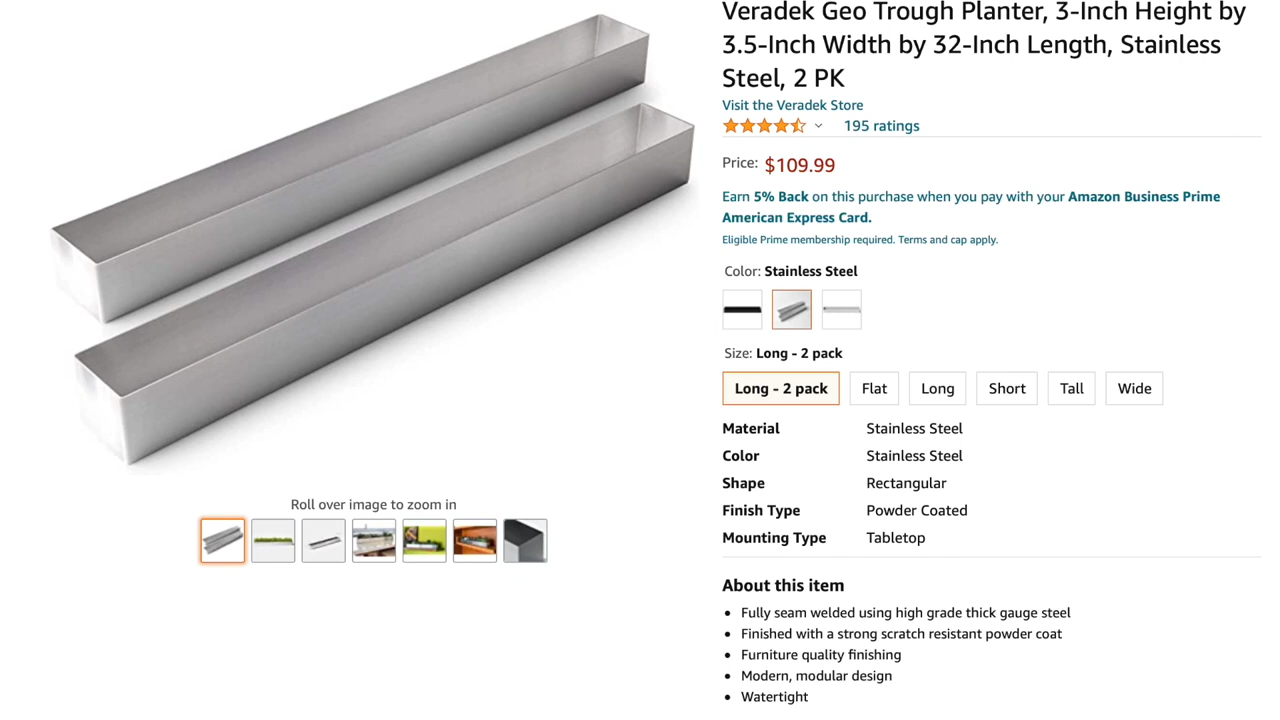 Veradek Geo Trough Planter, 3-Inch Height by
3.5-Inch Width by 32-Inch Length, Stainless
Steel, 2 PK
Visit the Veradek Store
195 ratings
Price: $109.99
Earn 5% Back on this purchase when you pay with your Amazon Business Prime
American Express Card.
Eligible Prime membership required. Terms and cap apply.
Color: Stainless Steel
Size: Long - 2 pack
Long - 2 pack Flat Long Short Tall Wide
Material Stainless Steel
Color Stainless Steel
Shape Rectangular
Finish Type Powder Coated
Mounting Type Tabletop
Roll over image to zoom in
About this item
• Fully seam welded using high grade thick gauge steel
• Finished with a strong scratch resistant powder coat
• Furniture quality finishing
• Modern, modular design
• Watertight